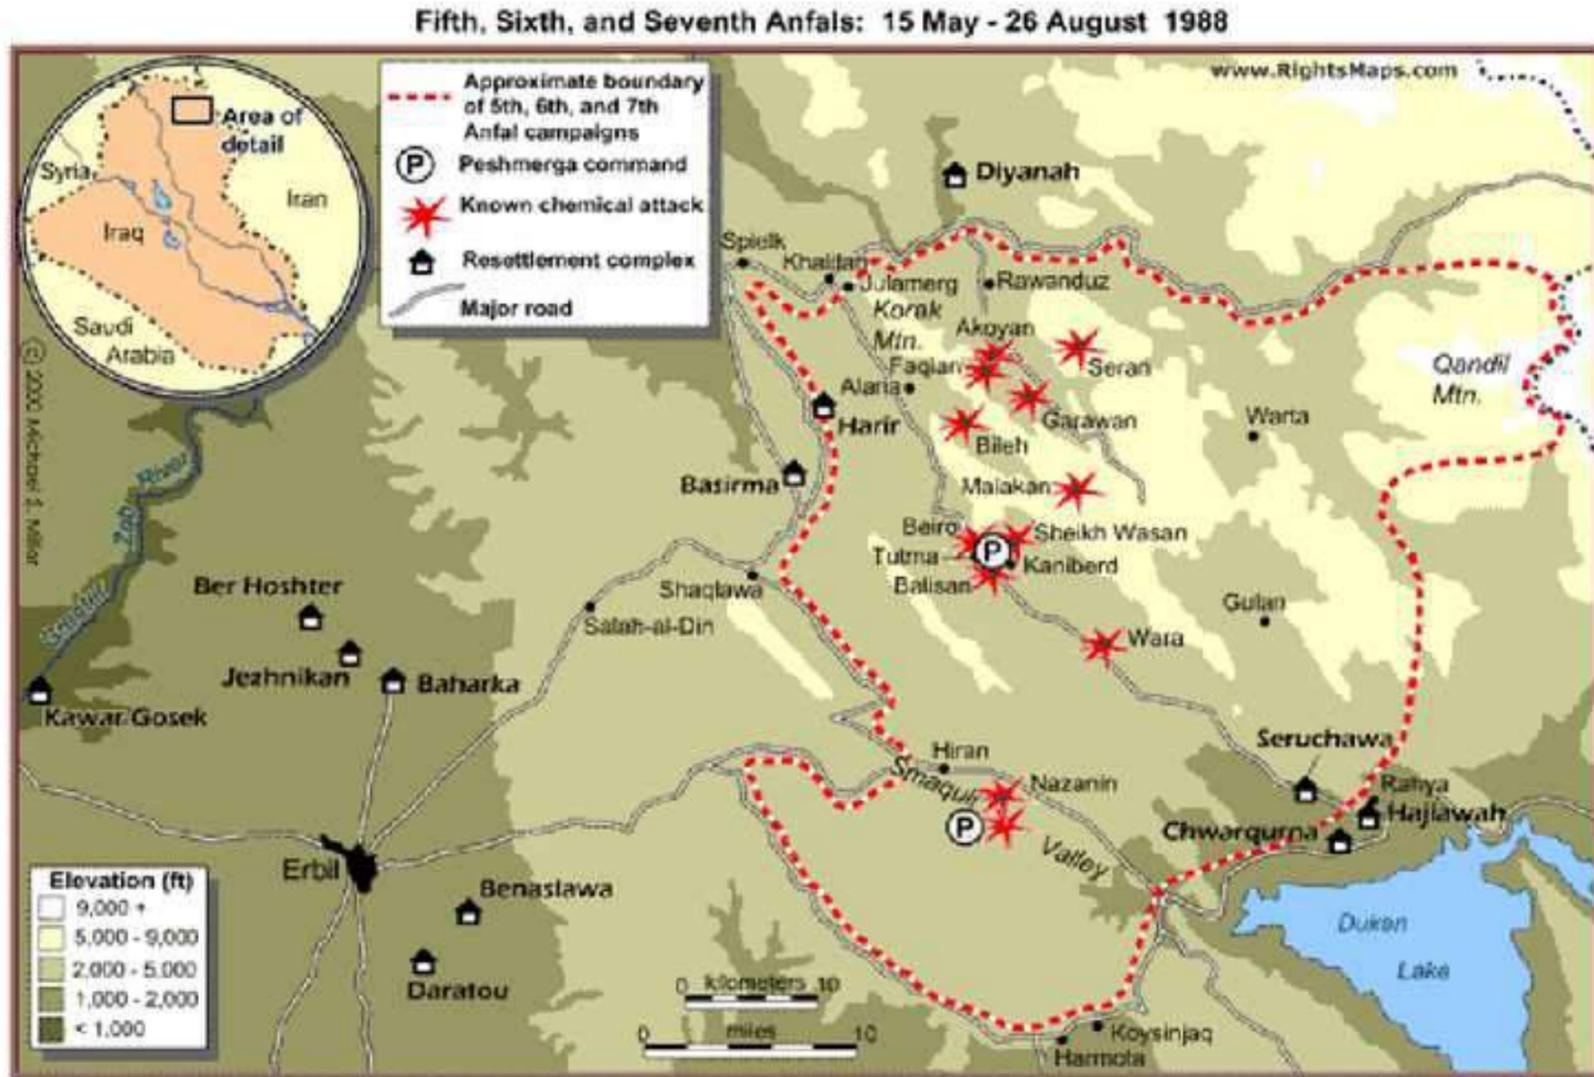 Fifth, Sixth, and Seventh Anfals: 15 May - 26 August 1988
www.RightsMaps.com
Area of
detail
Syria
Iran
Iraq
Saudi
Arabia
Approximate boundary
of 5th, 6th, and 7th
Anfal campaigns
P
Peshmerga command
Known chemical attack
Resettlement complex
Major road
© 2000 Michael S. Miller
Diyanah
Spielk
Khalifan
Julamerg
Rawanduz
Korak
Mtn.
Akoyan
Faqian
Seran
Alana
Garawan
Qandil
Mtn.
Harir
Bileh
Warta
Basirma
Malakan
Beiro
Sheikh Wasan
P
Tutma
Kaniberd
Balisan
Zab River
Ber Hoshter
Shaqlawa
Salah-al-Din
Gulan
Wara
Jezhnikan
Baharka
Kawar Gosek
Hiran
Seruchawa
Smaquli
Valley
Nazanin
Rahya
Hajiawah
P
Chwarqurna
Erbil
Benaslawa
Daratou
Dukan
Lake
Elevation (ft)
9,000 +
5,000 - 9,000
2,000 - 5,000
1,000 - 2,000
< 1,000
0 kilometers 10
0 miles 10
Koysinjaq
Harmota